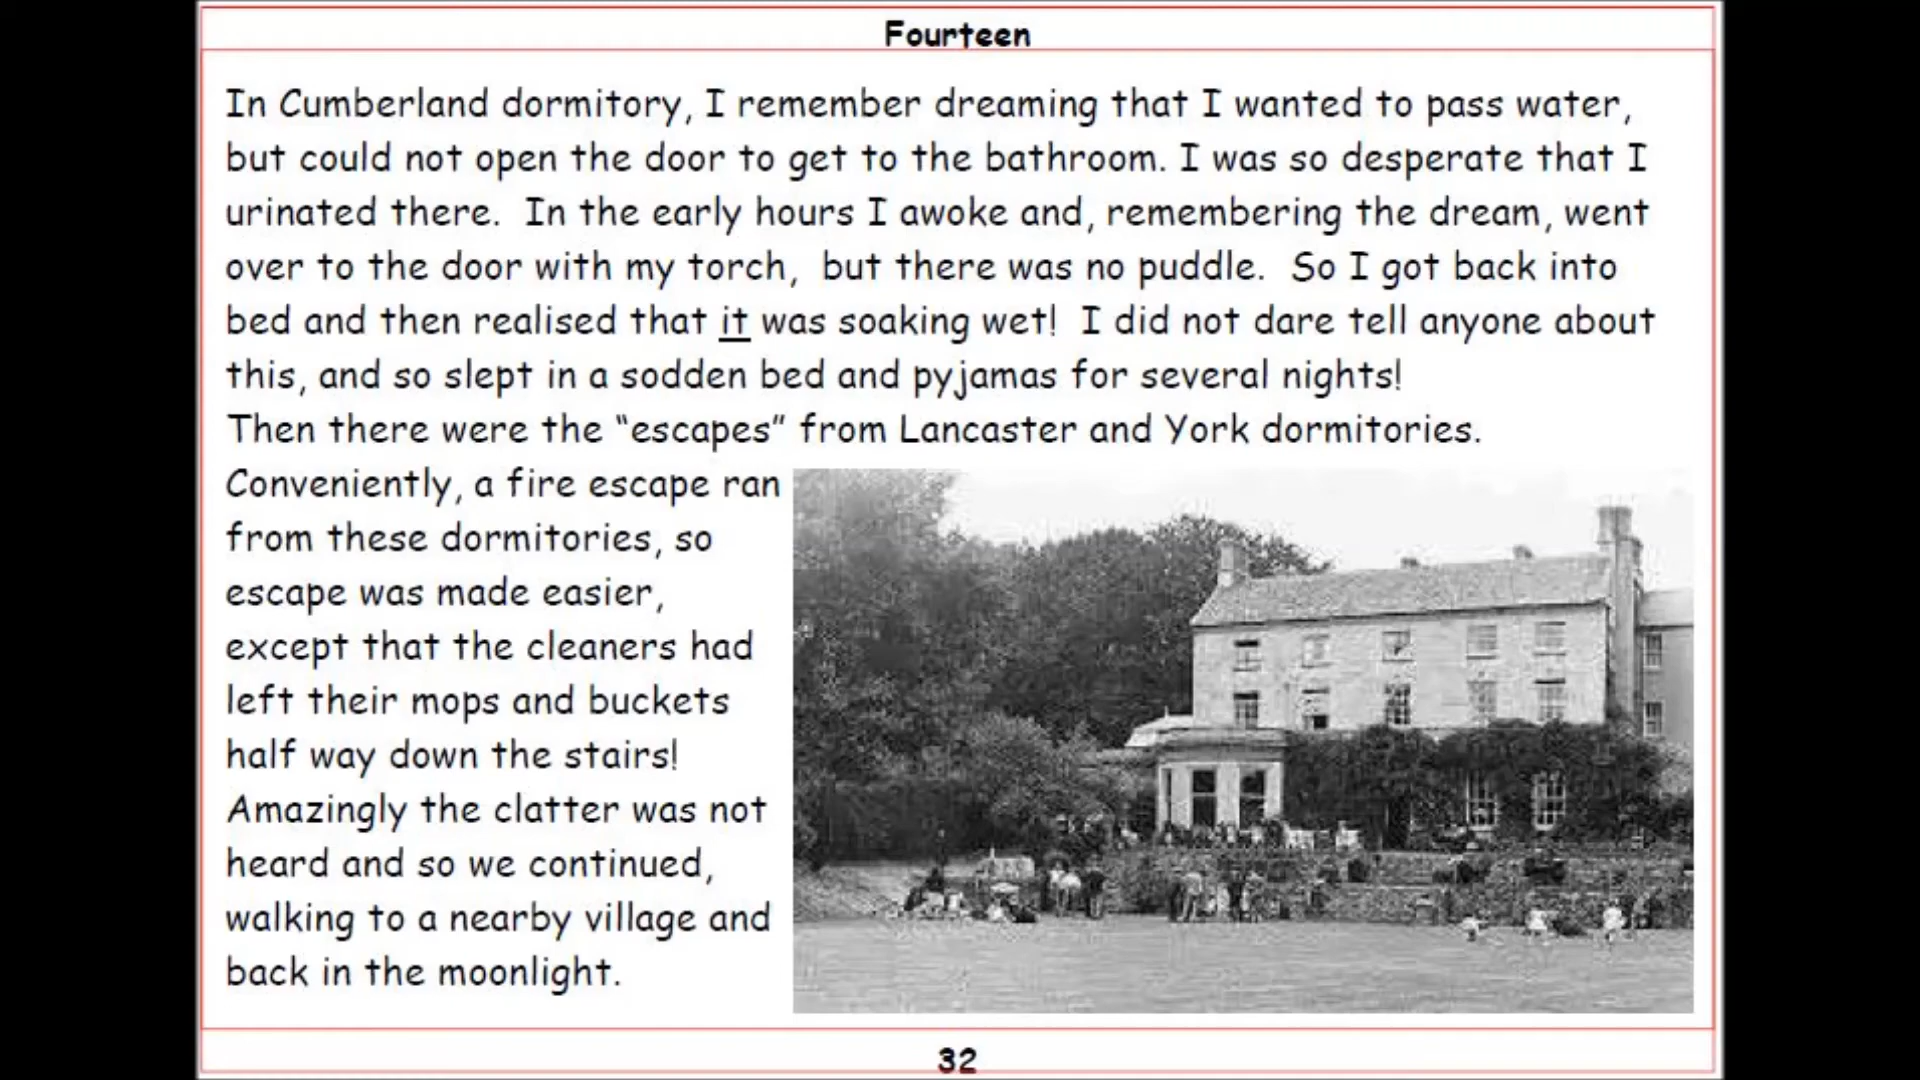 Fourteen
In Cumberland dormitory, I remember dreaming that I wanted to pass water,
but could not open the door to get to the bathroom. I was so desperate that I
urinated there.  In the early hours I awoke and, remembering the dream, went
over to the door with my torch,  but there was no puddle.  So I got back into
bed and then realised that it was soaking wet!  I did not dare tell anyone about
this, and so slept in a sodden bed and pyjamas for several nights!
Then there were the “escapes” from Lancaster and York dormitories.
Conveniently, a fire escape ran
from these dormitories, so
escape was made easier,
except that the cleaners had
left their mops and buckets
half way down the stairs!
Amazingly the clatter was not
heard and so we continued,
walking to a nearby village and
back in the moonlight.
32